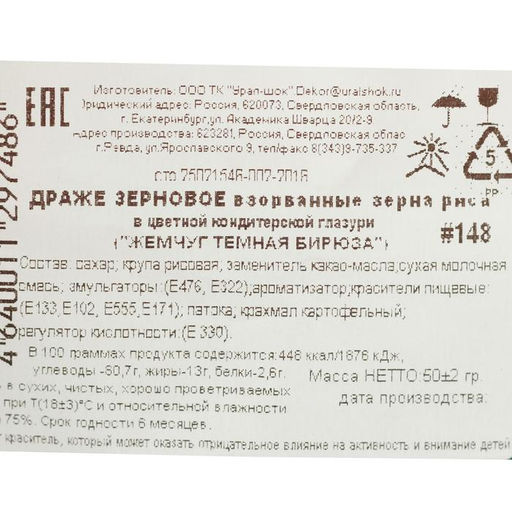 EAC
Изготовитель: ООО ТК "Урал-шок".Dekor@uralshok.ru
Юридический адрес: Россия, 620073, Свердловская область,
г. Екатеринбург,ул. Академика Шварца 20/2-9
Адрес производства: 623281, Россия, Свердловская облас
г.Ревда, ул.Ярославского 9, тел/факс 8(343)9-735-337
сто 75021546-002-2016
ДРАЖЕ ЗЕРНОВОЕ взорванные зерна риса
в цветной кондитерской глазури
("ЖЕМЧУГ ТЕМНАЯ БИРЮЗА")
#148
5
PP
4640011297486
Состав: сахар, крупа рисовая, заменитель какао-масла,сухая молочная
смесь; эмульгаторы:(Е476, Е322);ароматизатор;красители пищевые:
(Е133,Е102, Е555,Е171); патока; крахмал картофельный;
регулятор кислотности:(Е 330).
В 100 граммах продукта содержится:448 ккал/1876 кДж,
углеводы -80,7г, жиры-13г, белки-2,6г.
в сухих, чистых, хорошо проветриваемых
при Т(18±3)°С и относительной влажности
75%. Срок годности 6 месяцев.
Масса НЕТТО:50±2 гр.
дата производства:
т краситель, который может оказать отрицательное влияние на активность и внимание детей